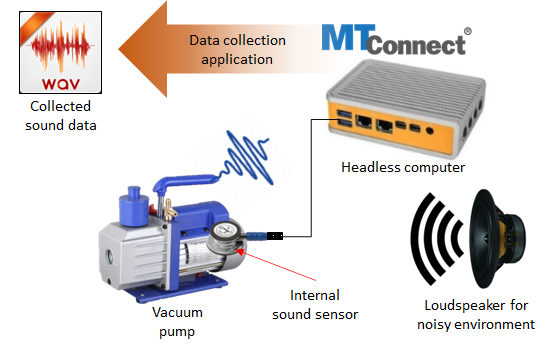 wav
Collected
sound data
Data collection
application
MTConnect®
Headless computer
Vacuum
pump
Internal
sound sensor
Loudspeaker for
noisy environment